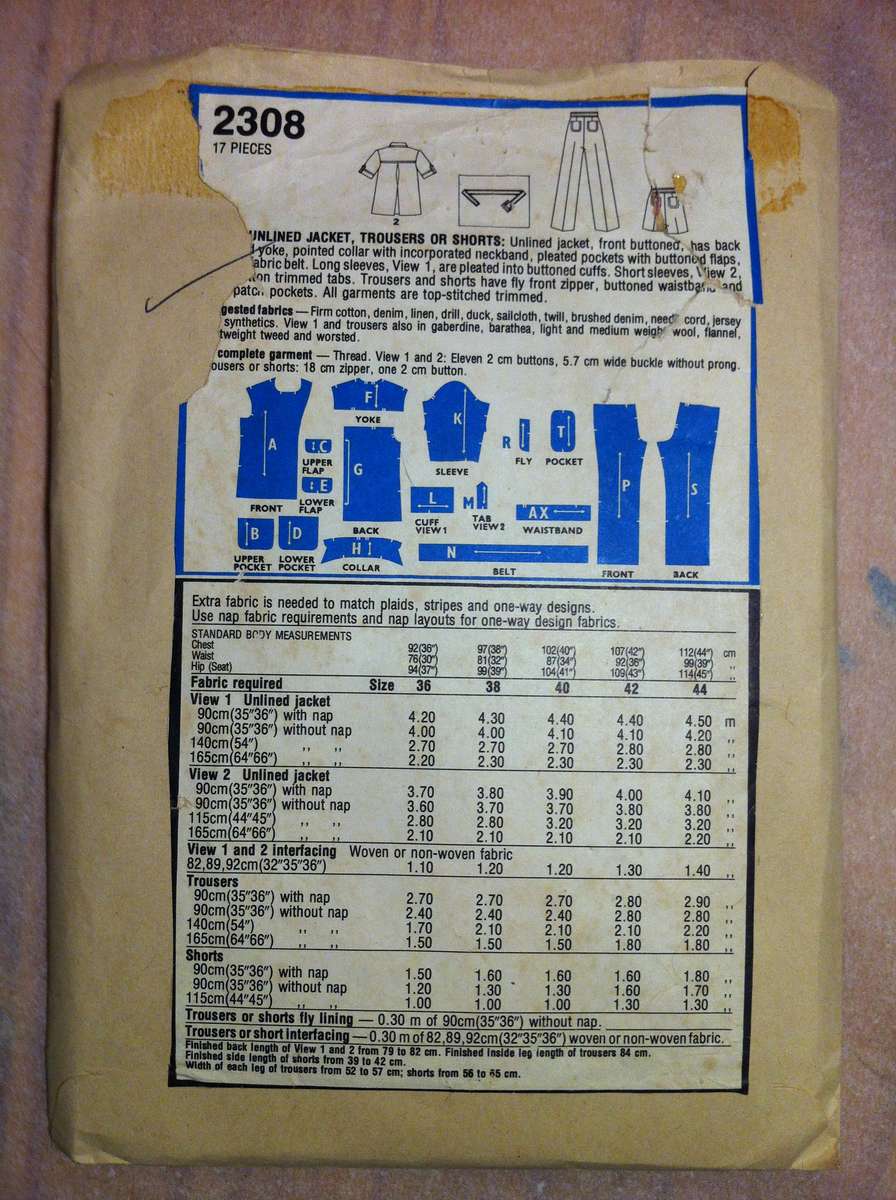 2308
17 PIECES
2
UNLINED JACKET, TROUSERS OR SHORTS: Unlined jacket, front buttoned, has back
yoke, pointed collar with incorporated neckband, pleated pockets with buttoned flaps,
abric belt. Long sleeves, View 1, are pleated into buttoned cuffs. Short sleeves, View 2,
on trimmed tabs. Trousers and shorts have fly front zipper, buttoned waistband and
patch pockets. All garments are top-stitched trimmed.
gested fabrics — Firm cotton, denim, linen, drill, duck, sailcloth, twill, brushed denim, need cord, jersey
synthetics. View 1 and trousers also in gaberdine, barathea, light and medium weight wool, flannel,
tweight tweed and worsted.
complete garment — Thread. View 1 and 2: Eleven 2 cm buttons, 5.7 cm wide buckle without prong.
ousers or shorts: 18 cm zipper, one 2 cm button.
A
FRONT
C
UPPER
FLAP
E
LOWER
FLAP
B
UPPER
POCKET
D
LOWER
POCKET
F
YOKE
G
BACK
H
COLLAR
K
SLEEVE
L
CUFF
VIEW 1
M
TAB
VIEW 2
N
BELT
R
FLY
T
POCKET
AX
WAISTBAND
P
FRONT
S
BACK
Extra fabric is needed to match plaids, stripes and one-way designs.
Use nap fabric requirements and nap layouts for one-way design fabrics.
STANDARD BODY MEASUREMENTS
Chest 92(36") 97(38") 102(40") 107(42") 112(44") cm
Waist 76(30") 81(32") 87(34") 92(36") 99(39") ,,
Hip (Seat) 94(37") 99(39") 104(41") 109(43") 114(45") ,,
Fabric required Size 36 38 40 42 44
View 1 Unlined jacket
90cm(35"36") with nap 4.20 4.30 4.40 4.40 4.50 m
90cm(35"36") without nap 4.00 4.00 4.10 4.10 4.20 ,,
140cm(54") ,, ,, 2.70 2.70 2.70 2.80 2.80 ,,
165cm(64"66") ,, ,, 2.20 2.30 2.30 2.30 2.30 ,,
View 2 Unlined jacket
90cm(35"36") with nap 3.70 3.80 3.90 4.00 4.10 ,,
90cm(35"36") without nap 3.60 3.70 3.70 3.80 3.80 ,,
115cm(44"45") ,, ,, 2.80 2.80 3.20 3.20 3.20 ,,
165cm(64"66") ,, ,, 2.10 2.10 2.10 2.10 2.20 ,,
View 1 and 2 interfacing Woven or non-woven fabric
82,89,92cm(32"35"36") 1.10 1.20 1.20 1.30 1.40 ,,
Trousers
90cm(35"36") with nap 2.70 2.70 2.70 2.80 2.90 ,,
90cm(35"36") without nap 2.40 2.40 2.40 2.80 2.80 ,,
140cm(54") ,, ,, 1.70 2.10 2.10 2.10 2.20 ,,
165cm(64"66") ,, ,, 1.50 1.50 1.50 1.80 1.80 ,,
Shorts
90cm(35"36") with nap 1.50 1.60 1.60 1.60 1.80 ,,
90cm(35"36") without nap 1.20 1.30 1.30 1.60 1.70 ,,
115cm(44"45") ,, ,, 1.00 1.00 1.00 1.30 1.30 ,,
Trousers or shorts fly lining — 0.30 m of 90cm(35"36") without nap.
Trousers or short interfacing — 0.30 m of 82,89,92cm(32"35"36") woven or non-woven fabric.
Finished back length of View 1 and 2 from 79 to 82 cm. Finished inside leg length of trousers 84 cm.
Finished side length of shorts from 39 to 42 cm.
Width of each leg of trousers from 52 to 57 cm; shorts from 56 to 65 cm.